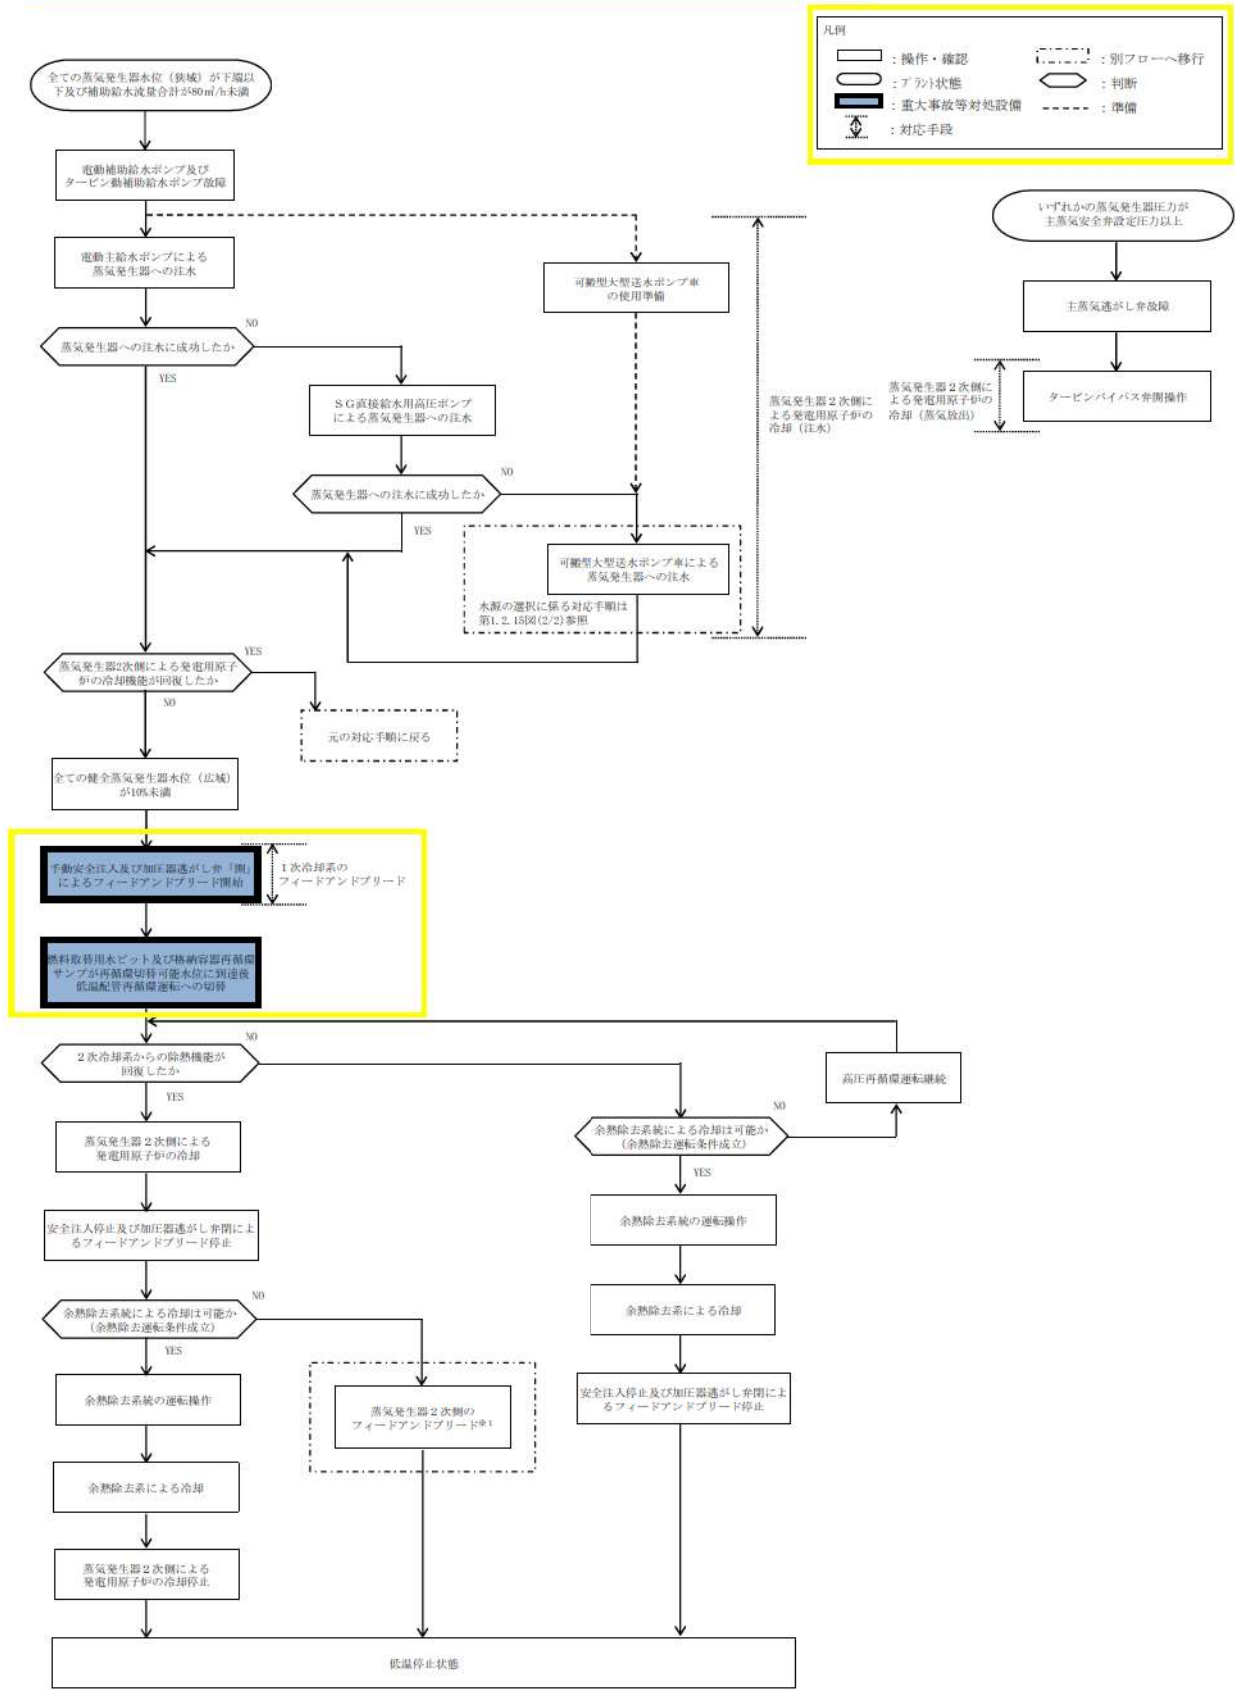 凡例
：操作・確認
：別フローへ移行
：プラント状態
：判断
：重大事故等対処設備
：準備
：対応手段
全ての蒸気発生器水位（狭域）が下端以
下及び補助給水流量合計が80㎥/h未満
電動補助給水ポンプ及び
タービン動補助給水ポンプ故障
電動主給水ポンプによる
蒸気発生器への注水
可搬型大型送水ポンプ車
の使用準備
いずれかの蒸気発生器圧力が
主蒸気安全弁設定圧力以上
主蒸気逃がし弁故障
蒸気発生器への注水に成功したか
NO
YES
SG直接給水用高圧ポンプ
による蒸気発生器への注水
蒸気発生器２次側に
よる発電用原子炉の
冷却（注水）
蒸気発生器２次側に
よる発電用原子炉の
冷却（蒸気放出）
タービンバイパス弁開操作
蒸気発生器への注水に成功したか
NO
YES
可搬型大型送水ポンプ車による
蒸気発生器への注水
水源の選択に係る対応手順は
第1.2.15図(2/2)参照
蒸気発生器2次側による発電用原子
炉の冷却機能が回復したか
YES
NO
元の対応手順に戻る
全ての健全蒸気発生器水位（広域）
が10%未満
手動安全注入及び加圧器逃がし弁「開」
によるフィードアンドブリード開始
１次冷却系の
フィードアンドブリード
燃料取替用水ピット及び格納容器再循環
サンプが再循環切替可能水位に到達後
低温配管再循環運転への切替
２次冷却系からの除熱機能が
回復したか
NO
YES
高圧再循環運転継続
余熱除去系統による冷却は可能か
（余熱除去運転条件成立）
NO
YES
蒸気発生器２次側による
発電用原子炉の冷却
余熱除去系統の運転操作
安全注入停止及び加圧器逃がし弁閉によ
るフィードアンドブリード停止
余熱除去系による冷却
余熱除去系統による冷却は可能か
（余熱除去運転条件成立）
NO
YES
安全注入停止及び加圧器逃がし弁閉によ
るフィードアンドブリード停止
余熱除去系統の運転操作
蒸気発生器２次側の
フィードアンドブリード※1
余熱除去系による冷却
蒸気発生器２次側による
発電用原子炉の冷却停止
低温停止状態